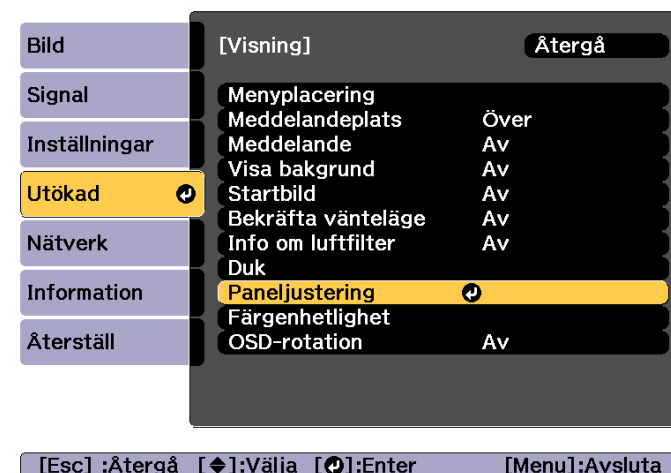 Bild
Signal
Inställningar
Utökad
Nätverk
Information
Återställ
[Visning] Återgå
Menyplacering
Meddelandeplats Över
Meddelande Av
Visa bakgrund Av
Startbild Av
Bekräfta vänteläge Av
Info om luftfilter Av
Duk
Paneljustering
Färgenhetlighet
OSD-rotation Av
[Esc] :Återgå [◆]:Välja [↵]:Enter [Menu]:Avsluta